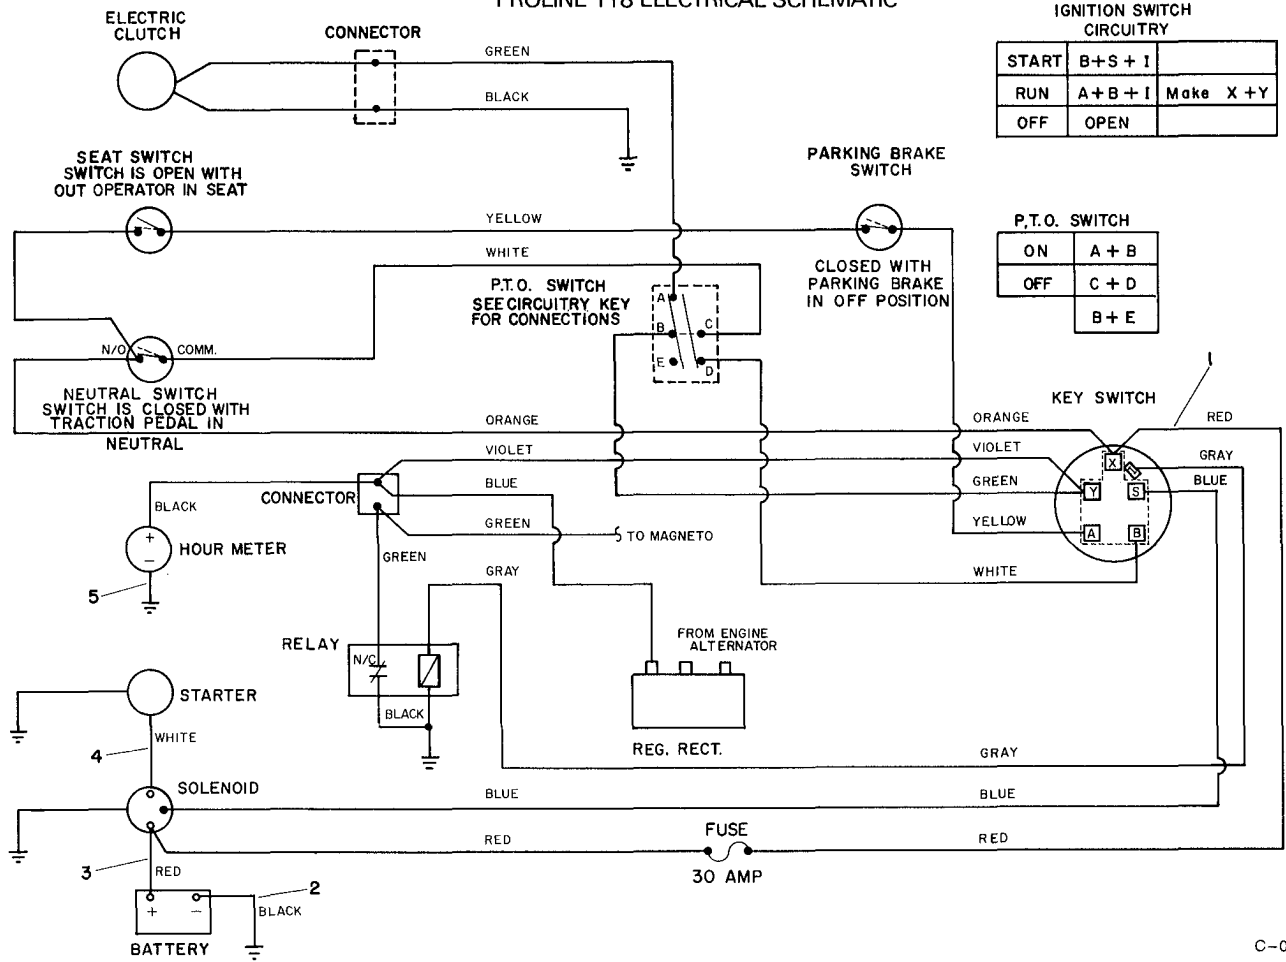 PROLINE 118 ELECTRICAL SCHEMATIC
ELECTRIC
CLUTCH
CONNECTOR
GREEN
BLACK
IGNITION SWITCH
CIRCUITRY
START B+S+I
RUN A+B+I Make X+Y
OFF OPEN
SEAT SWITCH
SWITCH IS OPEN WITH
OUT OPERATOR IN SEAT
PARKING BRAKE
SWITCH
YELLOW
WHITE
CLOSED WITH
PARKING BRAKE
IN OFF POSITION
P.T.O. SWITCH
ON A + B
OFF C + D
B + E
P.T.O. SWITCH
SEE CIRCUITRY KEY
FOR CONNECTIONS
A
B
C
E
D
N/O
COMM.
NEUTRAL SWITCH
SWITCH IS CLOSED WITH
TRACTION PEDAL IN
NEUTRAL
1
KEY SWITCH
ORANGE
ORANGE
RED
VIOLET
VIOLET
GRAY
CONNECTOR
BLUE
GREEN
BLUE
X
I
Y
S
A
B
BLACK
GREEN
TO MAGNETO
YELLOW
HOUR METER
+
−
GREEN
GRAY
WHITE
5
RELAY
N/C
BLACK
FROM ENGINE
ALTERNATOR
REG. RECT.
STARTER
WHITE
4
GRAY
SOLENOID
BLUE
BLUE
RED
FUSE
30 AMP
RED
3
RED
2
BLACK
+
−
BATTERY